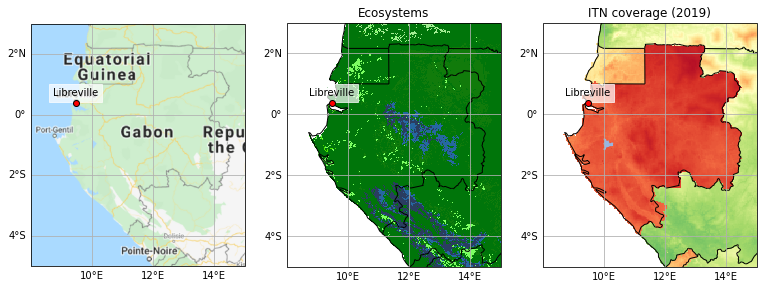 Ecosystems
ITN coverage (2019)
2°N
0°
2°S
4°S
Equatorial
Guinea
Libreville
Port-Gentil
Gabon
Repu
the C
Dolisie
Pointe-Noire
10°E
12°E
14°E
2°N
0°
2°S
4°S
Libreville
10°E
12°E
14°E
2°N
0°
2°S
4°S
Libreville
10°E
12°E
14°E